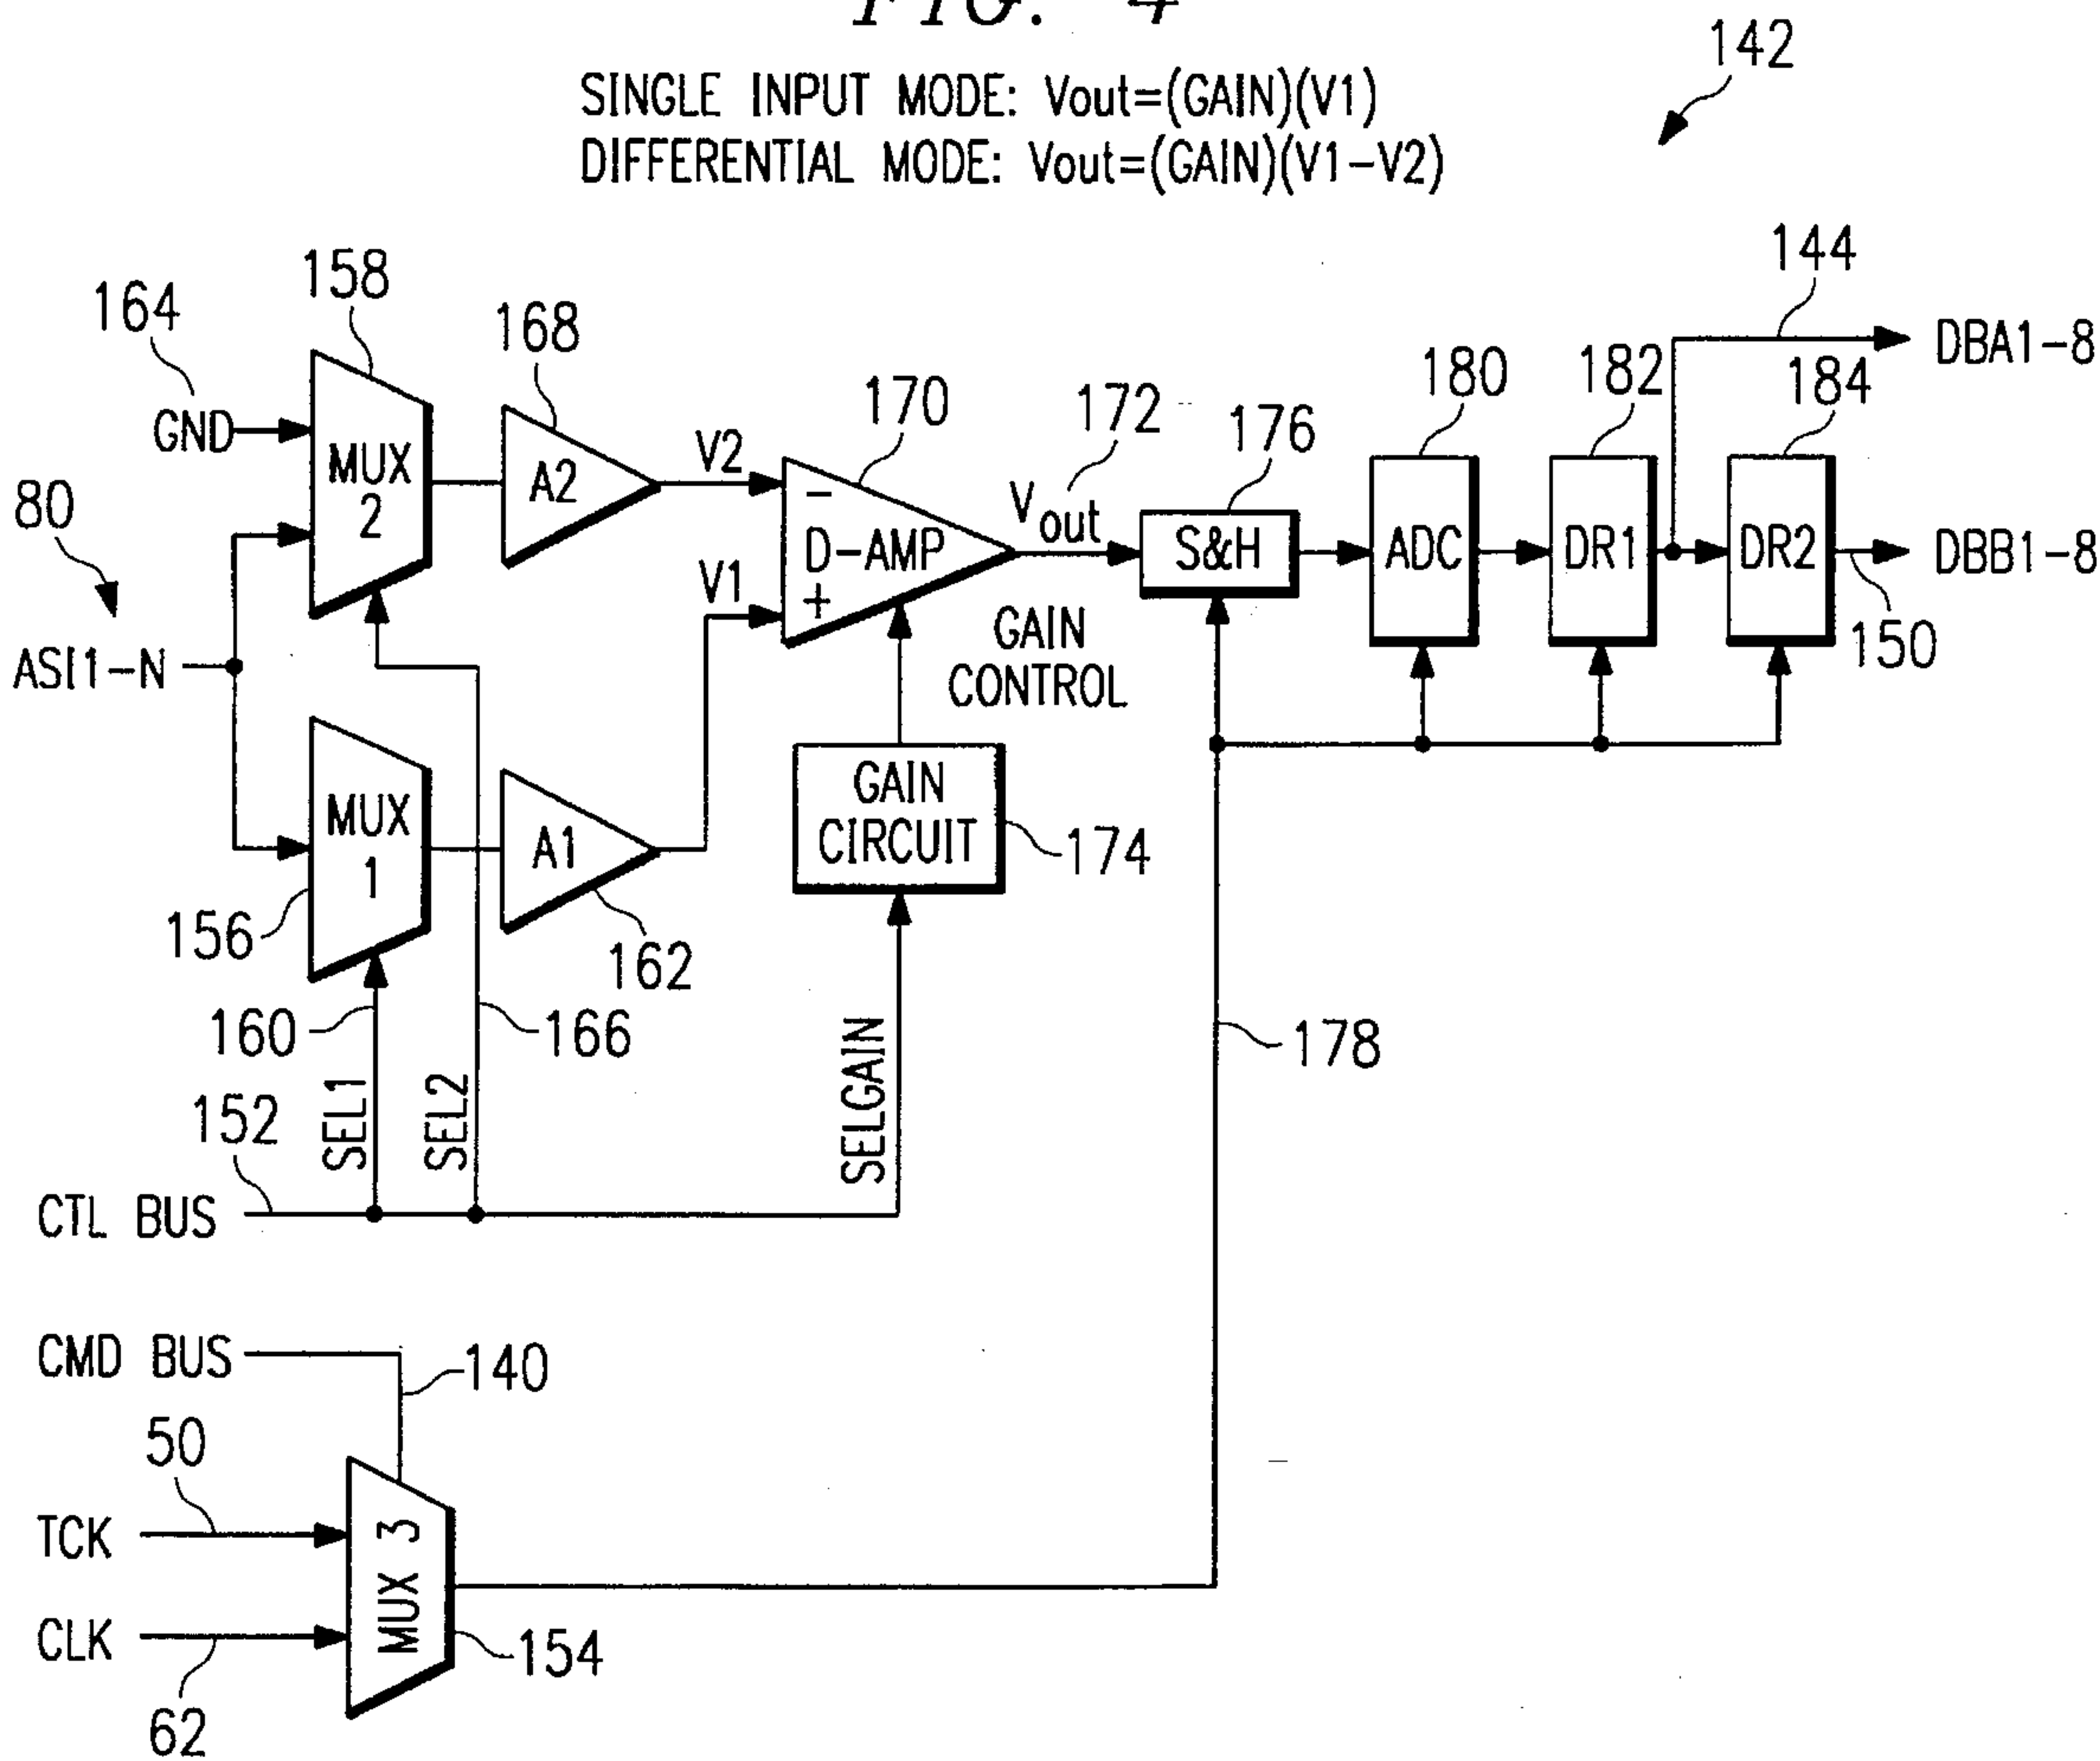 FIG. 4
142
SINGLE INPUT MODE: Vout=(GAIN)(V1)
DIFFERENTIAL MODE: Vout=(GAIN)(V1-V2)
164
158
168
144
DBA1-8
GND
MUX 2
A2
V2
170
172
176
180
182
184
80
ASI1-N
-
D-AMP
+
V1
Vout
S&H
ADC
DR1
DR2
DBB1-8
150
GAIN CONTROL
MUX 1
A1
GAIN CIRCUIT
174
156
162
160
166
178
152
SEL1
SEL2
SELGAIN
CTL BUS
CMD BUS
140
50
TCK
MUX 3
CLK
154
62